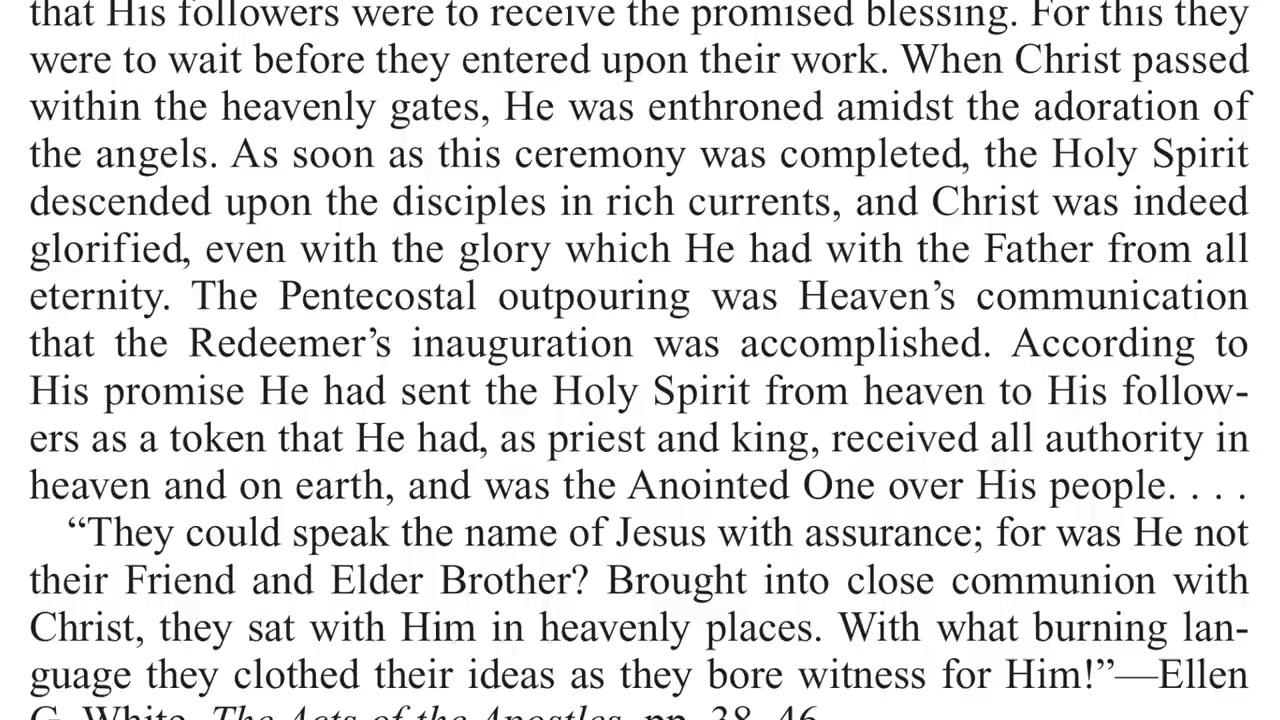 that His followers were to receive the promised blessing. For this they
were to wait before they entered upon their work. When Christ passed
within the heavenly gates, He was enthroned amidst the adoration of
the angels. As soon as this ceremony was completed, the Holy Spirit
descended upon the disciples in rich currents, and Christ was indeed
glorified, even with the glory which He had with the Father from all
eternity. The Pentecostal outpouring was Heaven’s communication
that the Redeemer’s inauguration was accomplished. According to
His promise He had sent the Holy Spirit from heaven to His follow-
ers as a token that He had, as priest and king, received all authority in
heaven and on earth, and was the Anointed One over His people. . . .
“They could speak the name of Jesus with assurance; for was He not
their Friend and Elder Brother? Brought into close communion with
Christ, they sat with Him in heavenly places. With what burning lan-
guage they clothed their ideas as they bore witness for Him!”—Ellen
G. White, The Acts of the Apostles, pp. 38, 46.